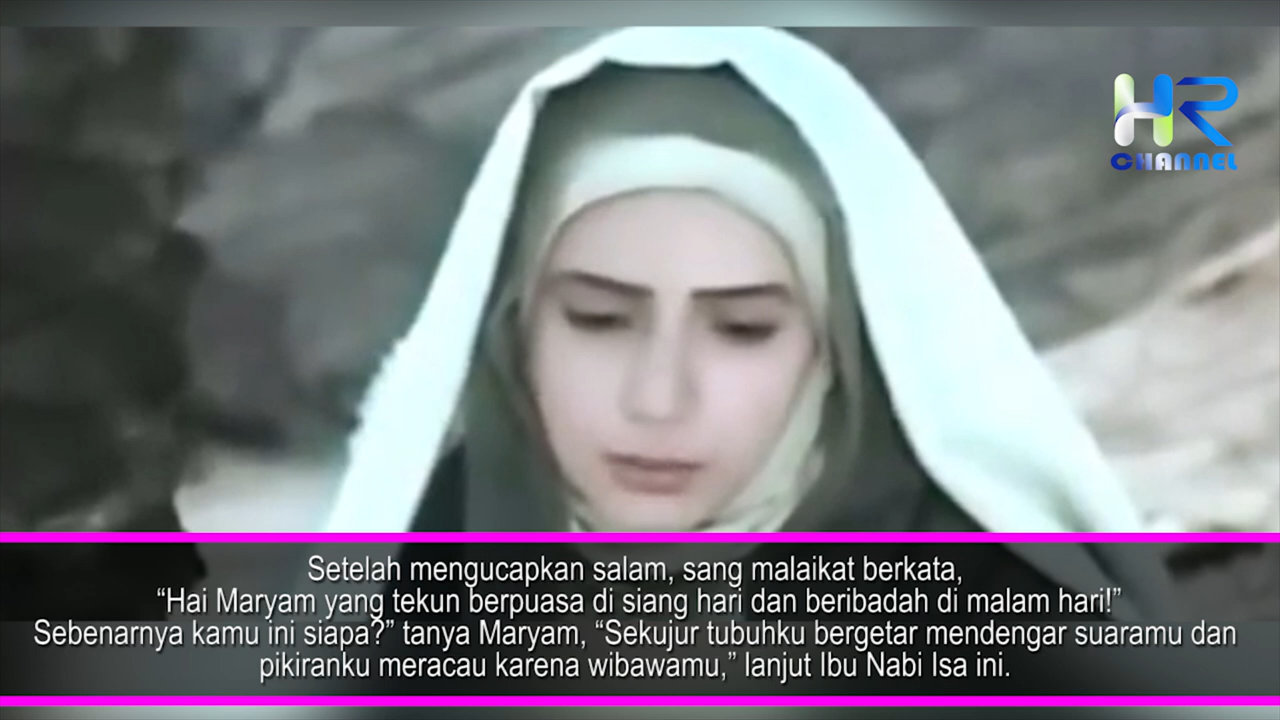 HR
CHANNEL
Setelah mengucapkan salam, sang malaikat berkata,
“Hai Maryam yang tekun berpuasa di siang hari dan beribadah di malam hari!”
Sebenarnya kamu ini siapa?” tanya Maryam, “Sekujur tubuhku bergetar mendengar suaramu dan
pikiranku meracau karena wibawamu,” lanjut Ibu Nabi Isa ini.